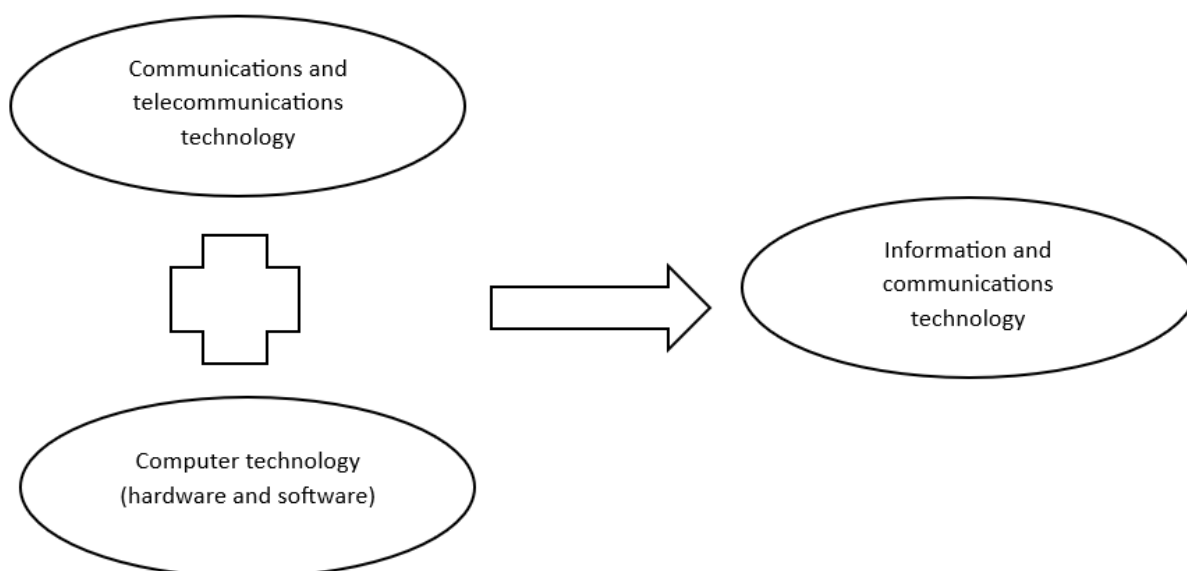 Communications and
telecommunications
technology
Information and
communications
technology
Computer technology
(hardware and software)